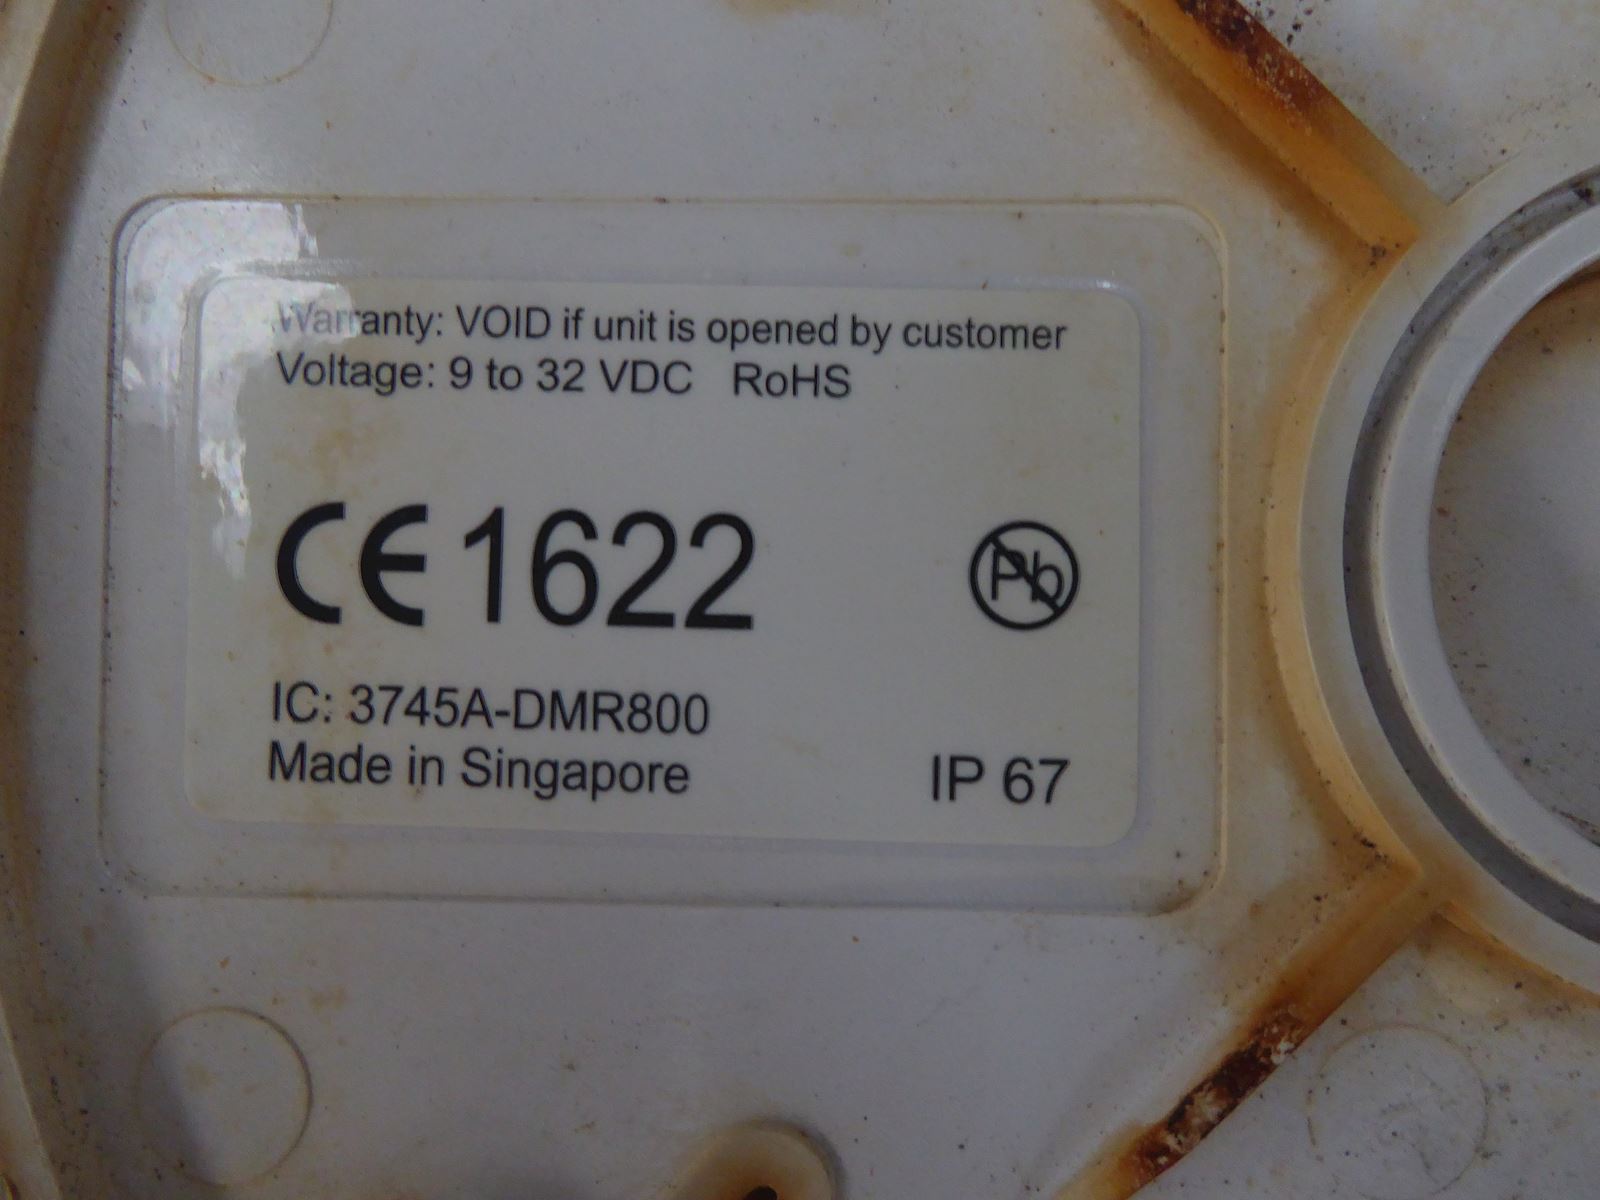 Warranty: VOID if unit is opened by customer
Voltage: 9 to 32 VDC RoHS
CE 1622 Pb
IC: 3745A-DMR800
Made in Singapore IP 67